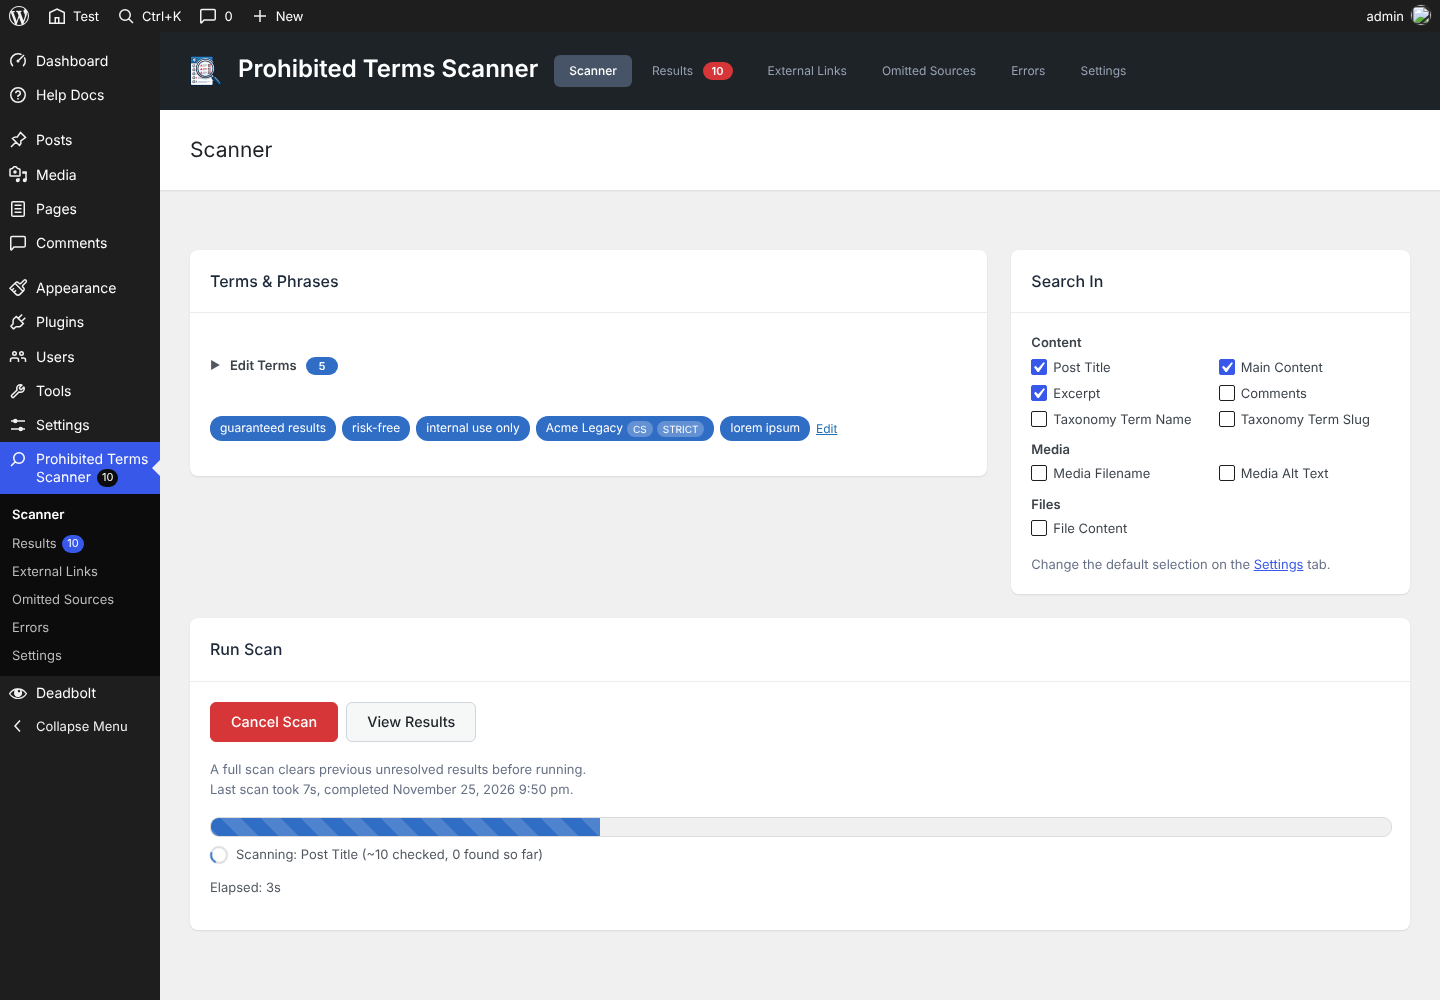 Test
Ctrl+K
0
New
admin
Dashboard
Help Docs
Posts
Media
Pages
Comments
Appearance
Plugins
Users
Tools
Settings
Prohibited Terms
Scanner 10
Scanner
Results 10
External Links
Omitted Sources
Errors
Settings
Deadbolt
Collapse Menu
Prohibited Terms Scanner
Scanner
Results 10
External Links
Omitted Sources
Errors
Settings
Scanner
Terms & Phrases
Edit Terms 5
guaranteed results
risk-free
internal use only
Acme Legacy CS STRICT
lorem ipsum
Edit
Search In
Content
Post Title
Main Content
Excerpt
Comments
Taxonomy Term Name
Taxonomy Term Slug
Media
Media Filename
Media Alt Text
Files
File Content
Change the default selection on the Settings tab.
Run Scan
Cancel Scan
View Results
A full scan clears previous unresolved results before running.
Last scan took 7s, completed November 25, 2026 9:50 pm.
Scanning: Post Title (~10 checked, 0 found so far)
Elapsed: 3s